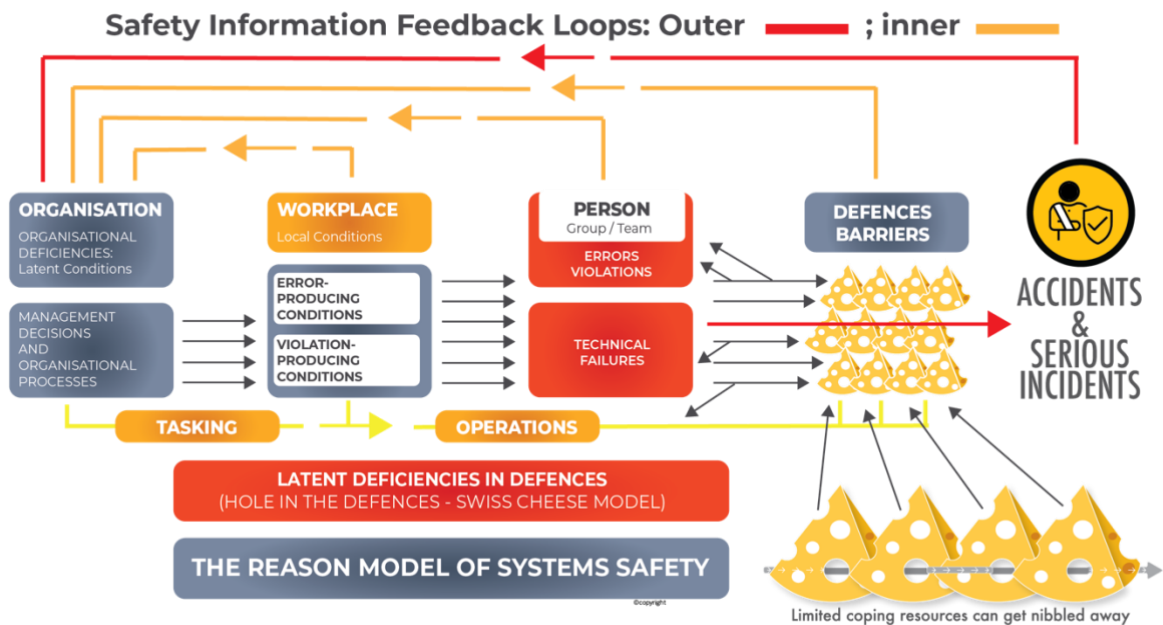 Safety Information Feedback Loops: Outer ; inner
ORGANISATION
ORGANISATIONAL
DEFICIENCIES:
Latent Conditions
MANAGEMENT
DECISIONS
AND
ORGANISATIONAL
PROCESSES
WORKPLACE
Local Conditions
ERROR-
PRODUCING
CONDITIONS
VIOLATION-
PRODUCING
CONDITIONS
PERSON
Group / Team
ERRORS
VIOLATIONS
TECHNICAL
FAILURES
DEFENCES
BARRIERS
ACCIDENTS
&
SERIOUS
INCIDENTS
TASKING
OPERATIONS
LATENT DEFICIENCIES IN DEFENCES
(HOLE IN THE DEFENCES - SWISS CHEESE MODEL)
THE REASON MODEL OF SYSTEMS SAFETY
©copyright
Limited coping resources can get nibbled away